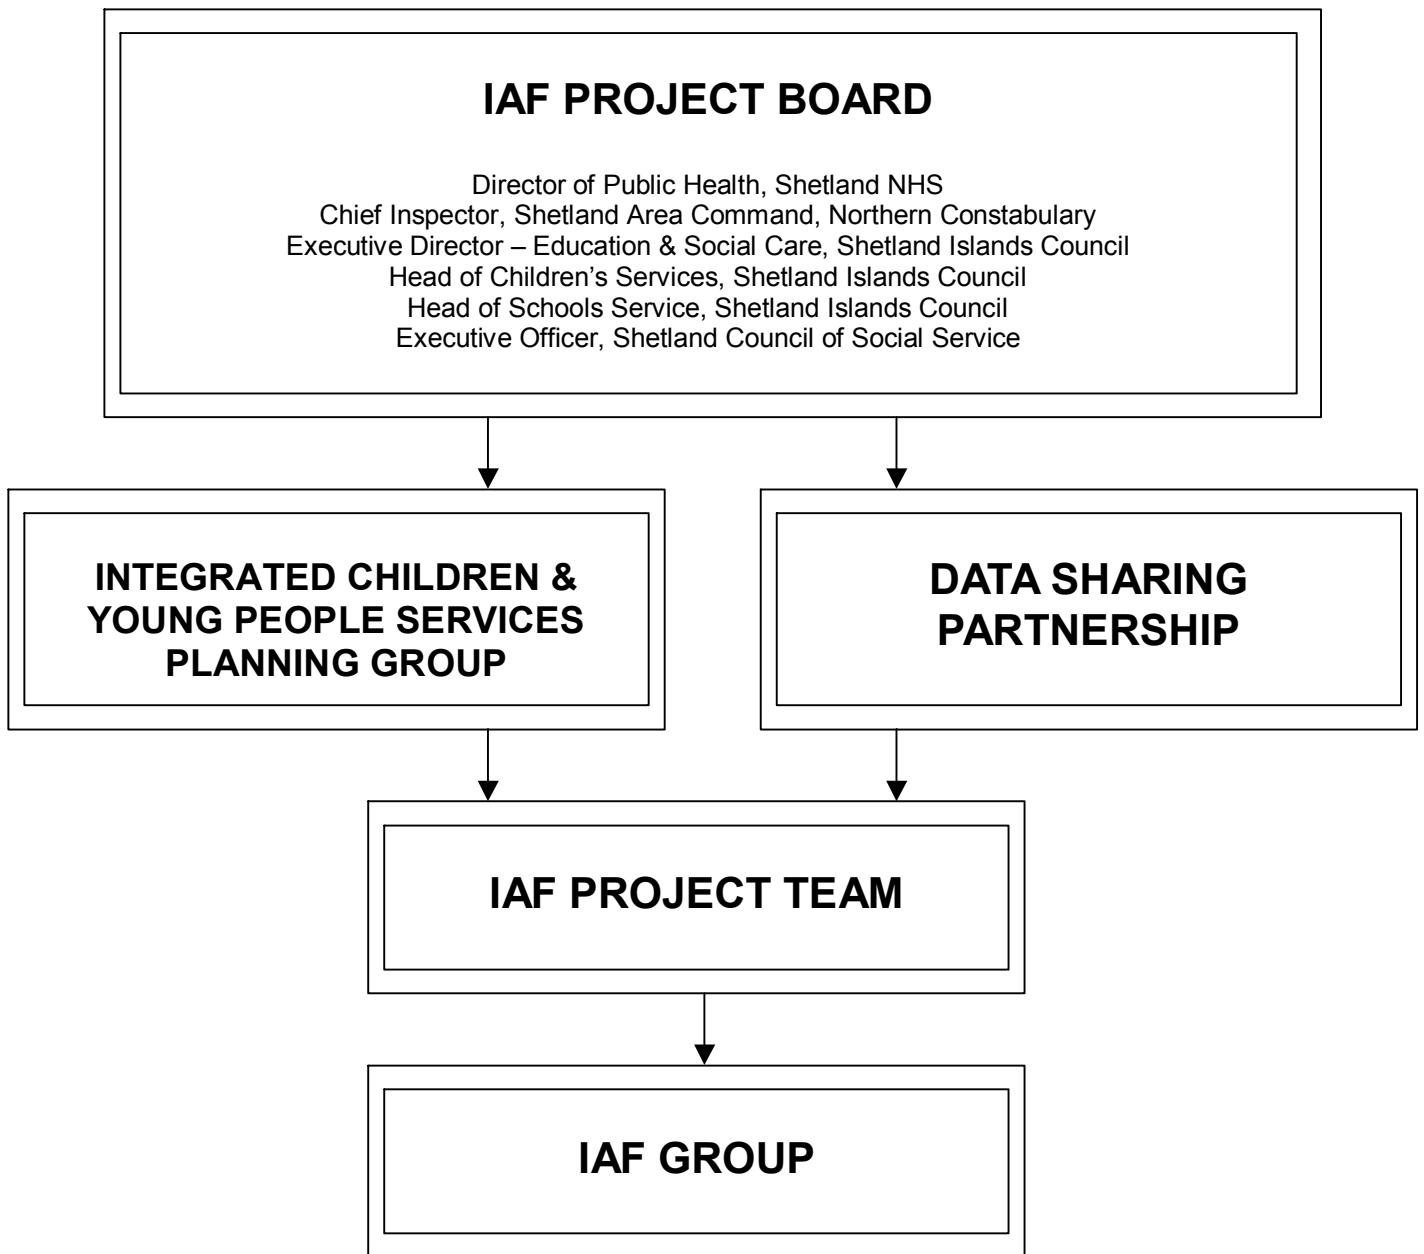 IAF PROJECT BOARD
Director of Public Health, Shetland NHS
Chief Inspector, Shetland Area Command, Northern Constabulary
Executive Director – Education & Social Care, Shetland Islands Council
Head of Children’s Services, Shetland Islands Council
Head of Schools Service, Shetland Islands Council
Executive Officer, Shetland Council of Social Service
INTEGRATED CHILDREN &
YOUNG PEOPLE SERVICES
PLANNING GROUP
DATA SHARING
PARTNERSHIP
IAF PROJECT TEAM
IAF GROUP